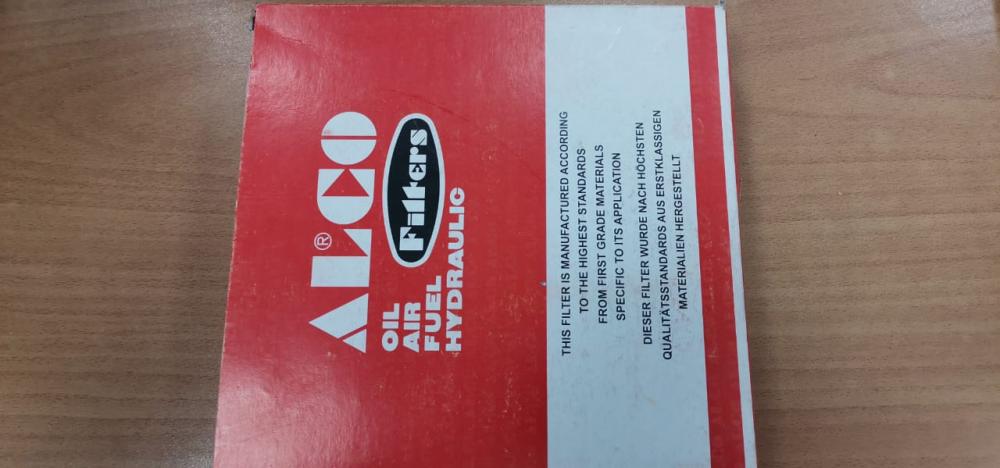 ALCO®
Filters
OIL
AIR
FUEL
HYDRAULIC
THIS FILTER IS MANUFACTURED ACCORDING
TO THE HIGHEST STANDARDS
FROM FIRST GRADE MATERIALS
SPECIFIC TO ITS APPLICATION
DIESER FILTER WURDE NACH HÖCHSTEN
QUALITÄTSSTANDARDS AUS ERSTKLASSIGEN
MATERIALIEN HERGESTELLT